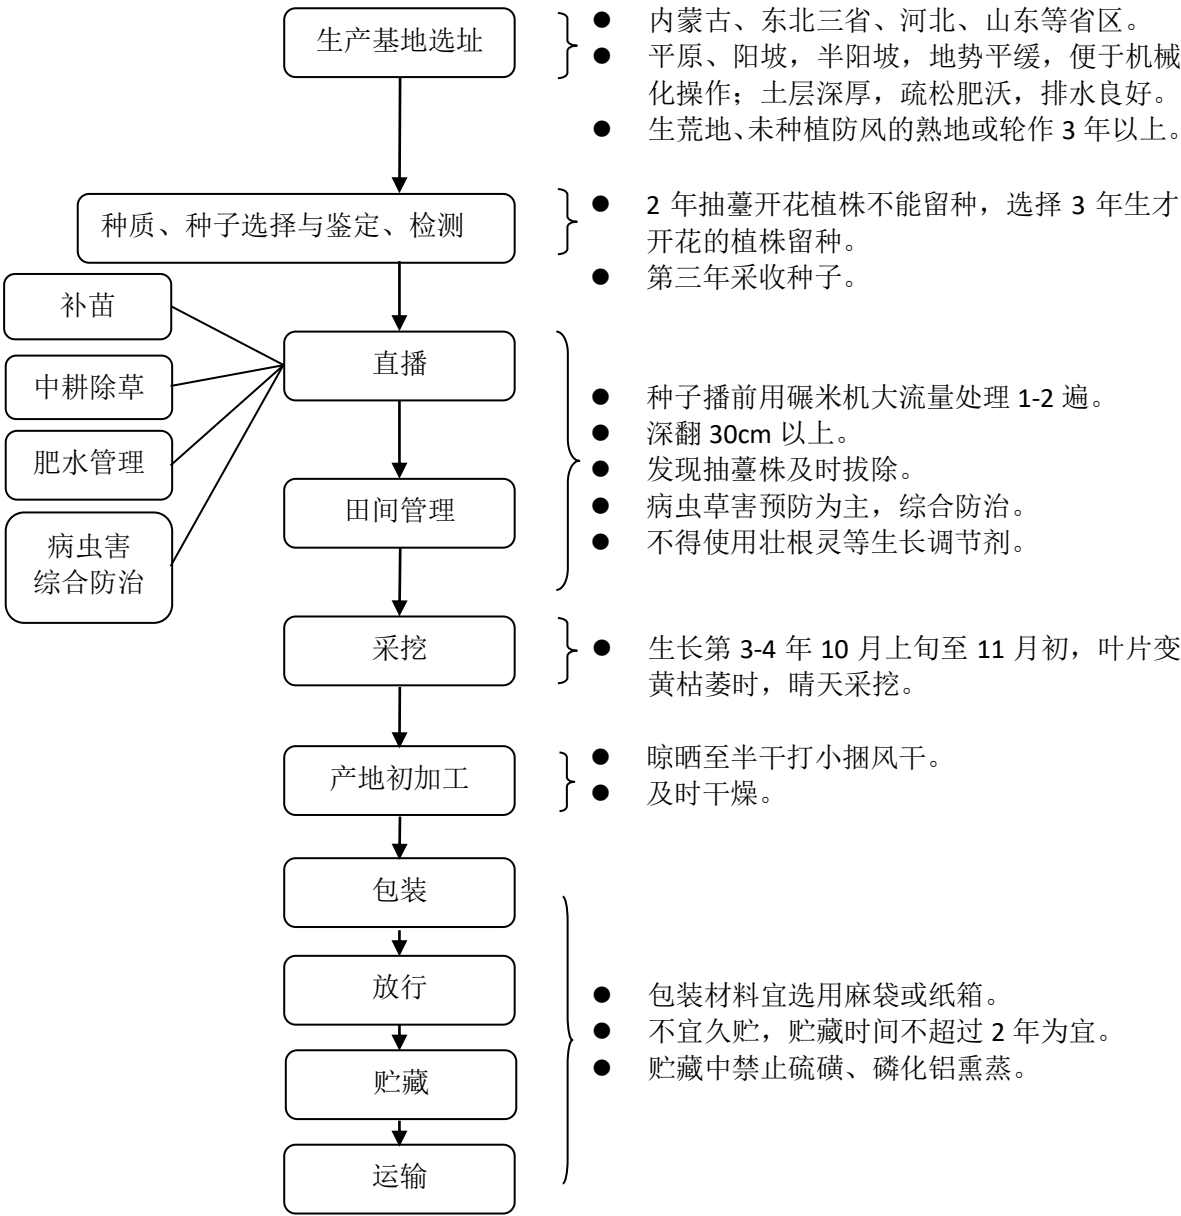 生产基地选址
● 内蒙古、东北三省、河北、山东等省区。
● 平原、阳坡，半阳坡，地势平缓，便于机械
化操作；土层深厚，疏松肥沃，排水良好。
● 生荒地、未种植防风的熟地或轮作 3 年以上。
种质、种子选择与鉴定、检测
● 2 年抽薹开花植株不能留种，选择 3 年生才
开花的植株留种。
● 第三年采收种子。
补苗
中耕除草
肥水管理
病虫害
综合防治
直播
田间管理
● 种子播前用碾米机大流量处理 1-2 遍。
● 深翻 30cm 以上。
● 发现抽薹株及时拔除。
● 病虫草害预防为主，综合防治。
● 不得使用壮根灵等生长调节剂。
采挖
● 生长第 3-4 年 10 月上旬至 11 月初，叶片变
黄枯萎时，晴天采挖。
产地初加工
● 晾晒至半干打小捆风干。
● 及时干燥。
包装
放行
贮藏
运输
● 包装材料宜选用麻袋或纸箱。
● 不宜久贮，贮藏时间不超过 2 年为宜。
● 贮藏中禁止硫磺、磷化铝熏蒸。